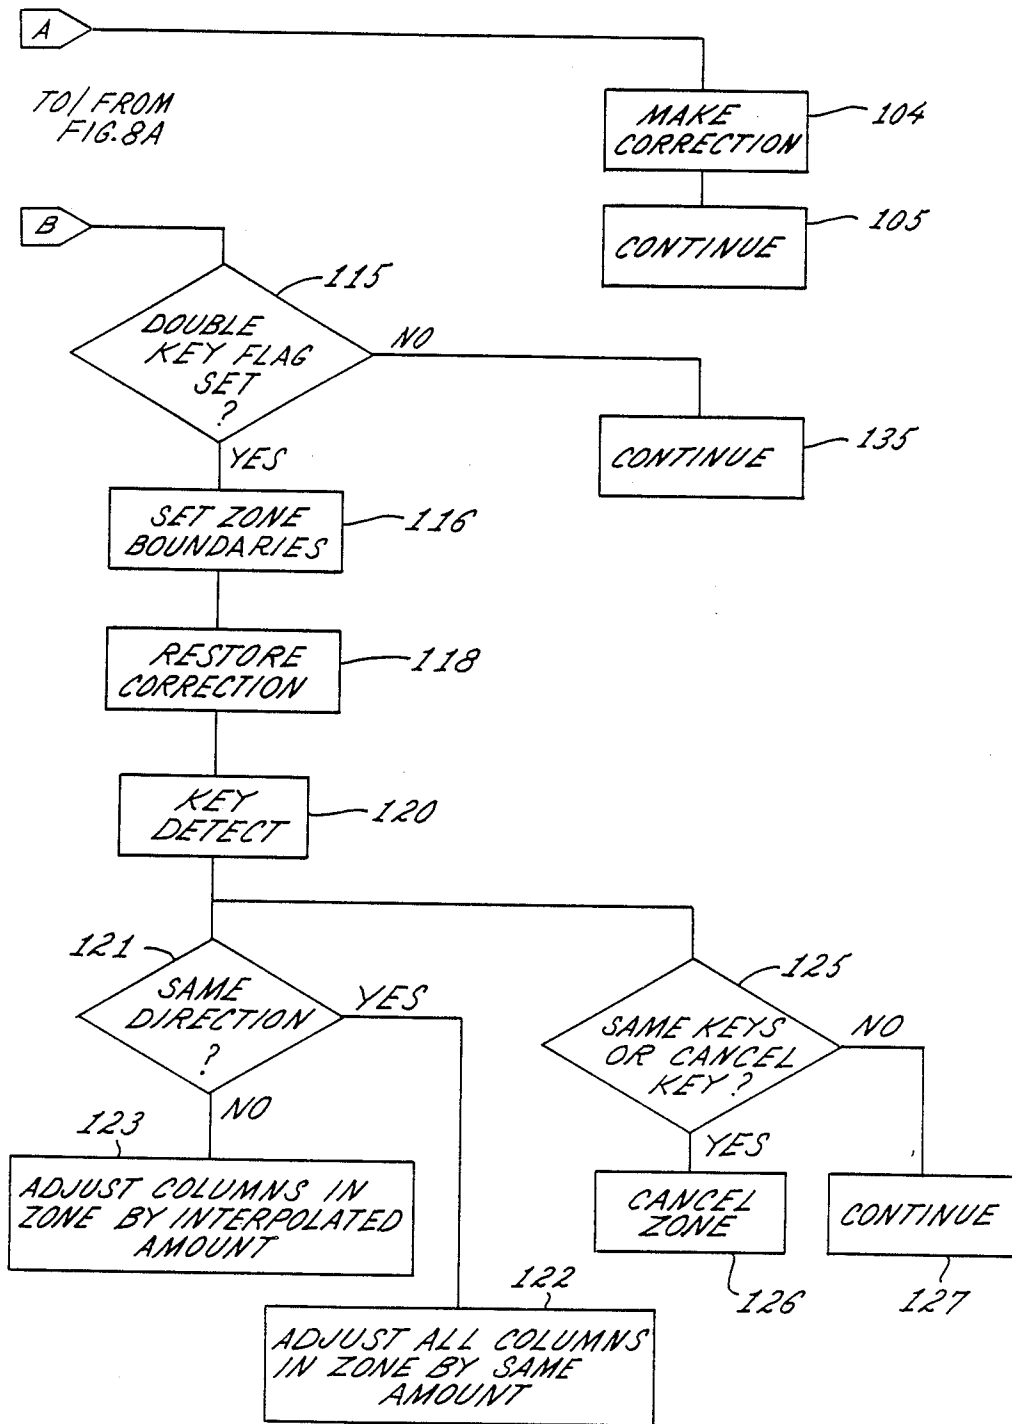 A
TO/FROM
FIG.8A
MAKE
CORRECTION
104
CONTINUE
105
B
115
DOUBLE
KEY FLAG
SET
?
NO
YES
CONTINUE
135
SET ZONE
BOUNDARIES
116
RESTORE
CORRECTION
118
KEY
DETECT
120
121
SAME
DIRECTION
?
YES
NO
125
SAME KEYS
OR CANCEL
KEY?
NO
YES
123
ADJUST COLUMNS IN
ZONE BY INTERPOLATED
AMOUNT
CANCEL
ZONE
126
CONTINUE
127
122
ADJUST ALL COLUMNS
IN ZONE BY SAME
AMOUNT